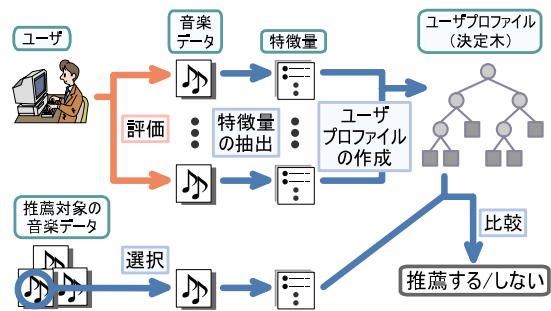 ユーザ
音楽
データ
特徴量
ユーザプロファイル
(決定木)
評価
特徴量
の抽出
ユーザ
プロファイル
の作成
推薦対象の
音楽データ
選択
比較
推薦する/しない